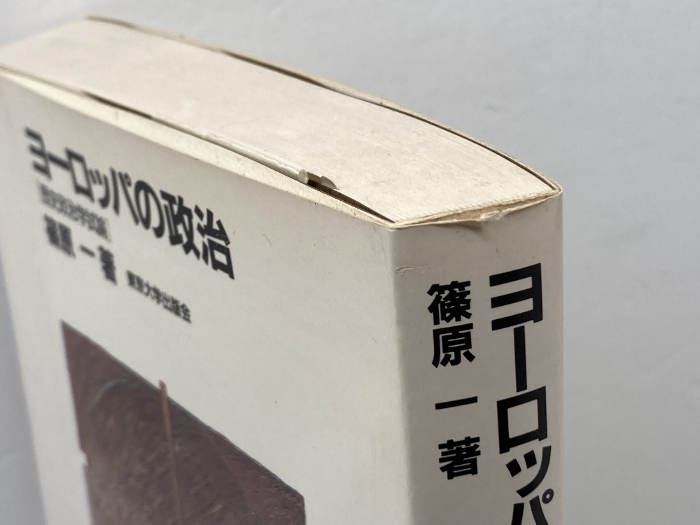 ヨーロッパの政治
[歴史政治学試論]
篠原 一 著
東京大学出版会
ヨーロッパ
篠原 一 著